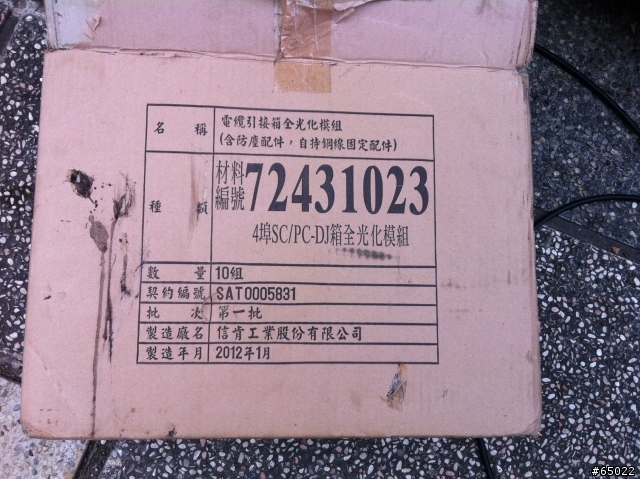 名 稱 電纜引接箱全光化模組
(含防塵配件，自持鋼線固定配件)
種 類 材料編號 72431023
4埠SC/PC-DJ箱全光化模組
數 量 10組
契約編號 SAT0005831
批 次 第一批
製造廠名 信肯工業股份有限公司
製造年月 2012年1月
#65022